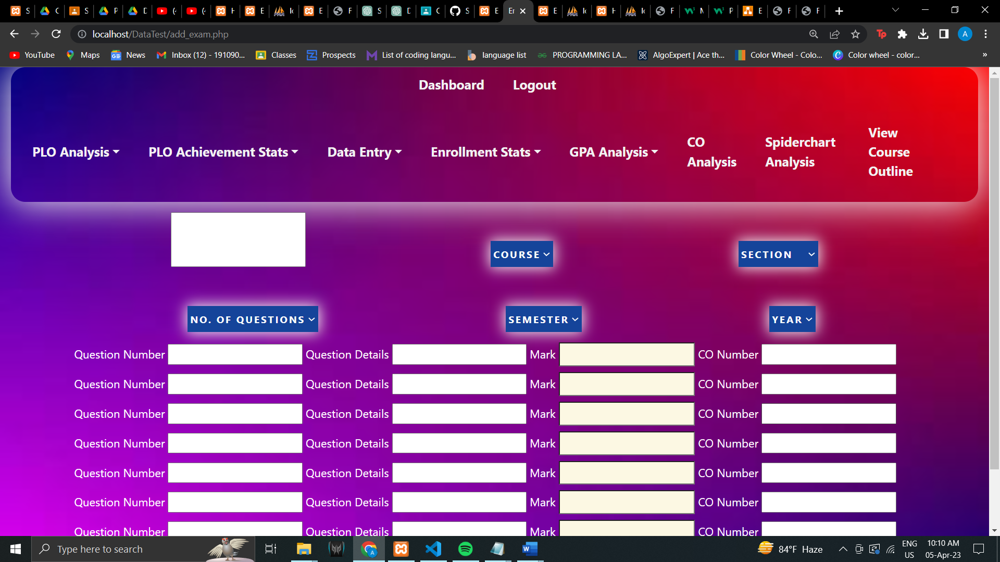 S C S P D ( ( H E Ic E F S D C S E Er E Ic H Ic F M P E F F
localhost/DataTest/add_exam.php
Tp A
YouTube Maps News Inbox (12) - 191090... Classes Prospects List of coding langu... language list PROGRAMMING LA... AlgoExpert | Ace th... Color Wheel - Colo... Color wheel - color... »
Dashboard Logout
PLO Analysis PLO Achievement Stats Data Entry Enrollment Stats GPA Analysis
CO
Analysis
Spiderchart
Analysis
View
Course
Outline
COURSE SECTION
NO. OF QUESTIONS SEMESTER YEAR
Question Number Question Details Mark CO Number
Question Number Question Details Mark CO Number
Question Number Question Details Mark CO Number
Question Number Question Details Mark CO Number
Question Number Question Details Mark CO Number
Question Number Question Details Mark CO Number
Question Number Question Details Mark CO Number
Type here to search
84°F Haze
ENG
US
10:10 AM
05-Apr-23